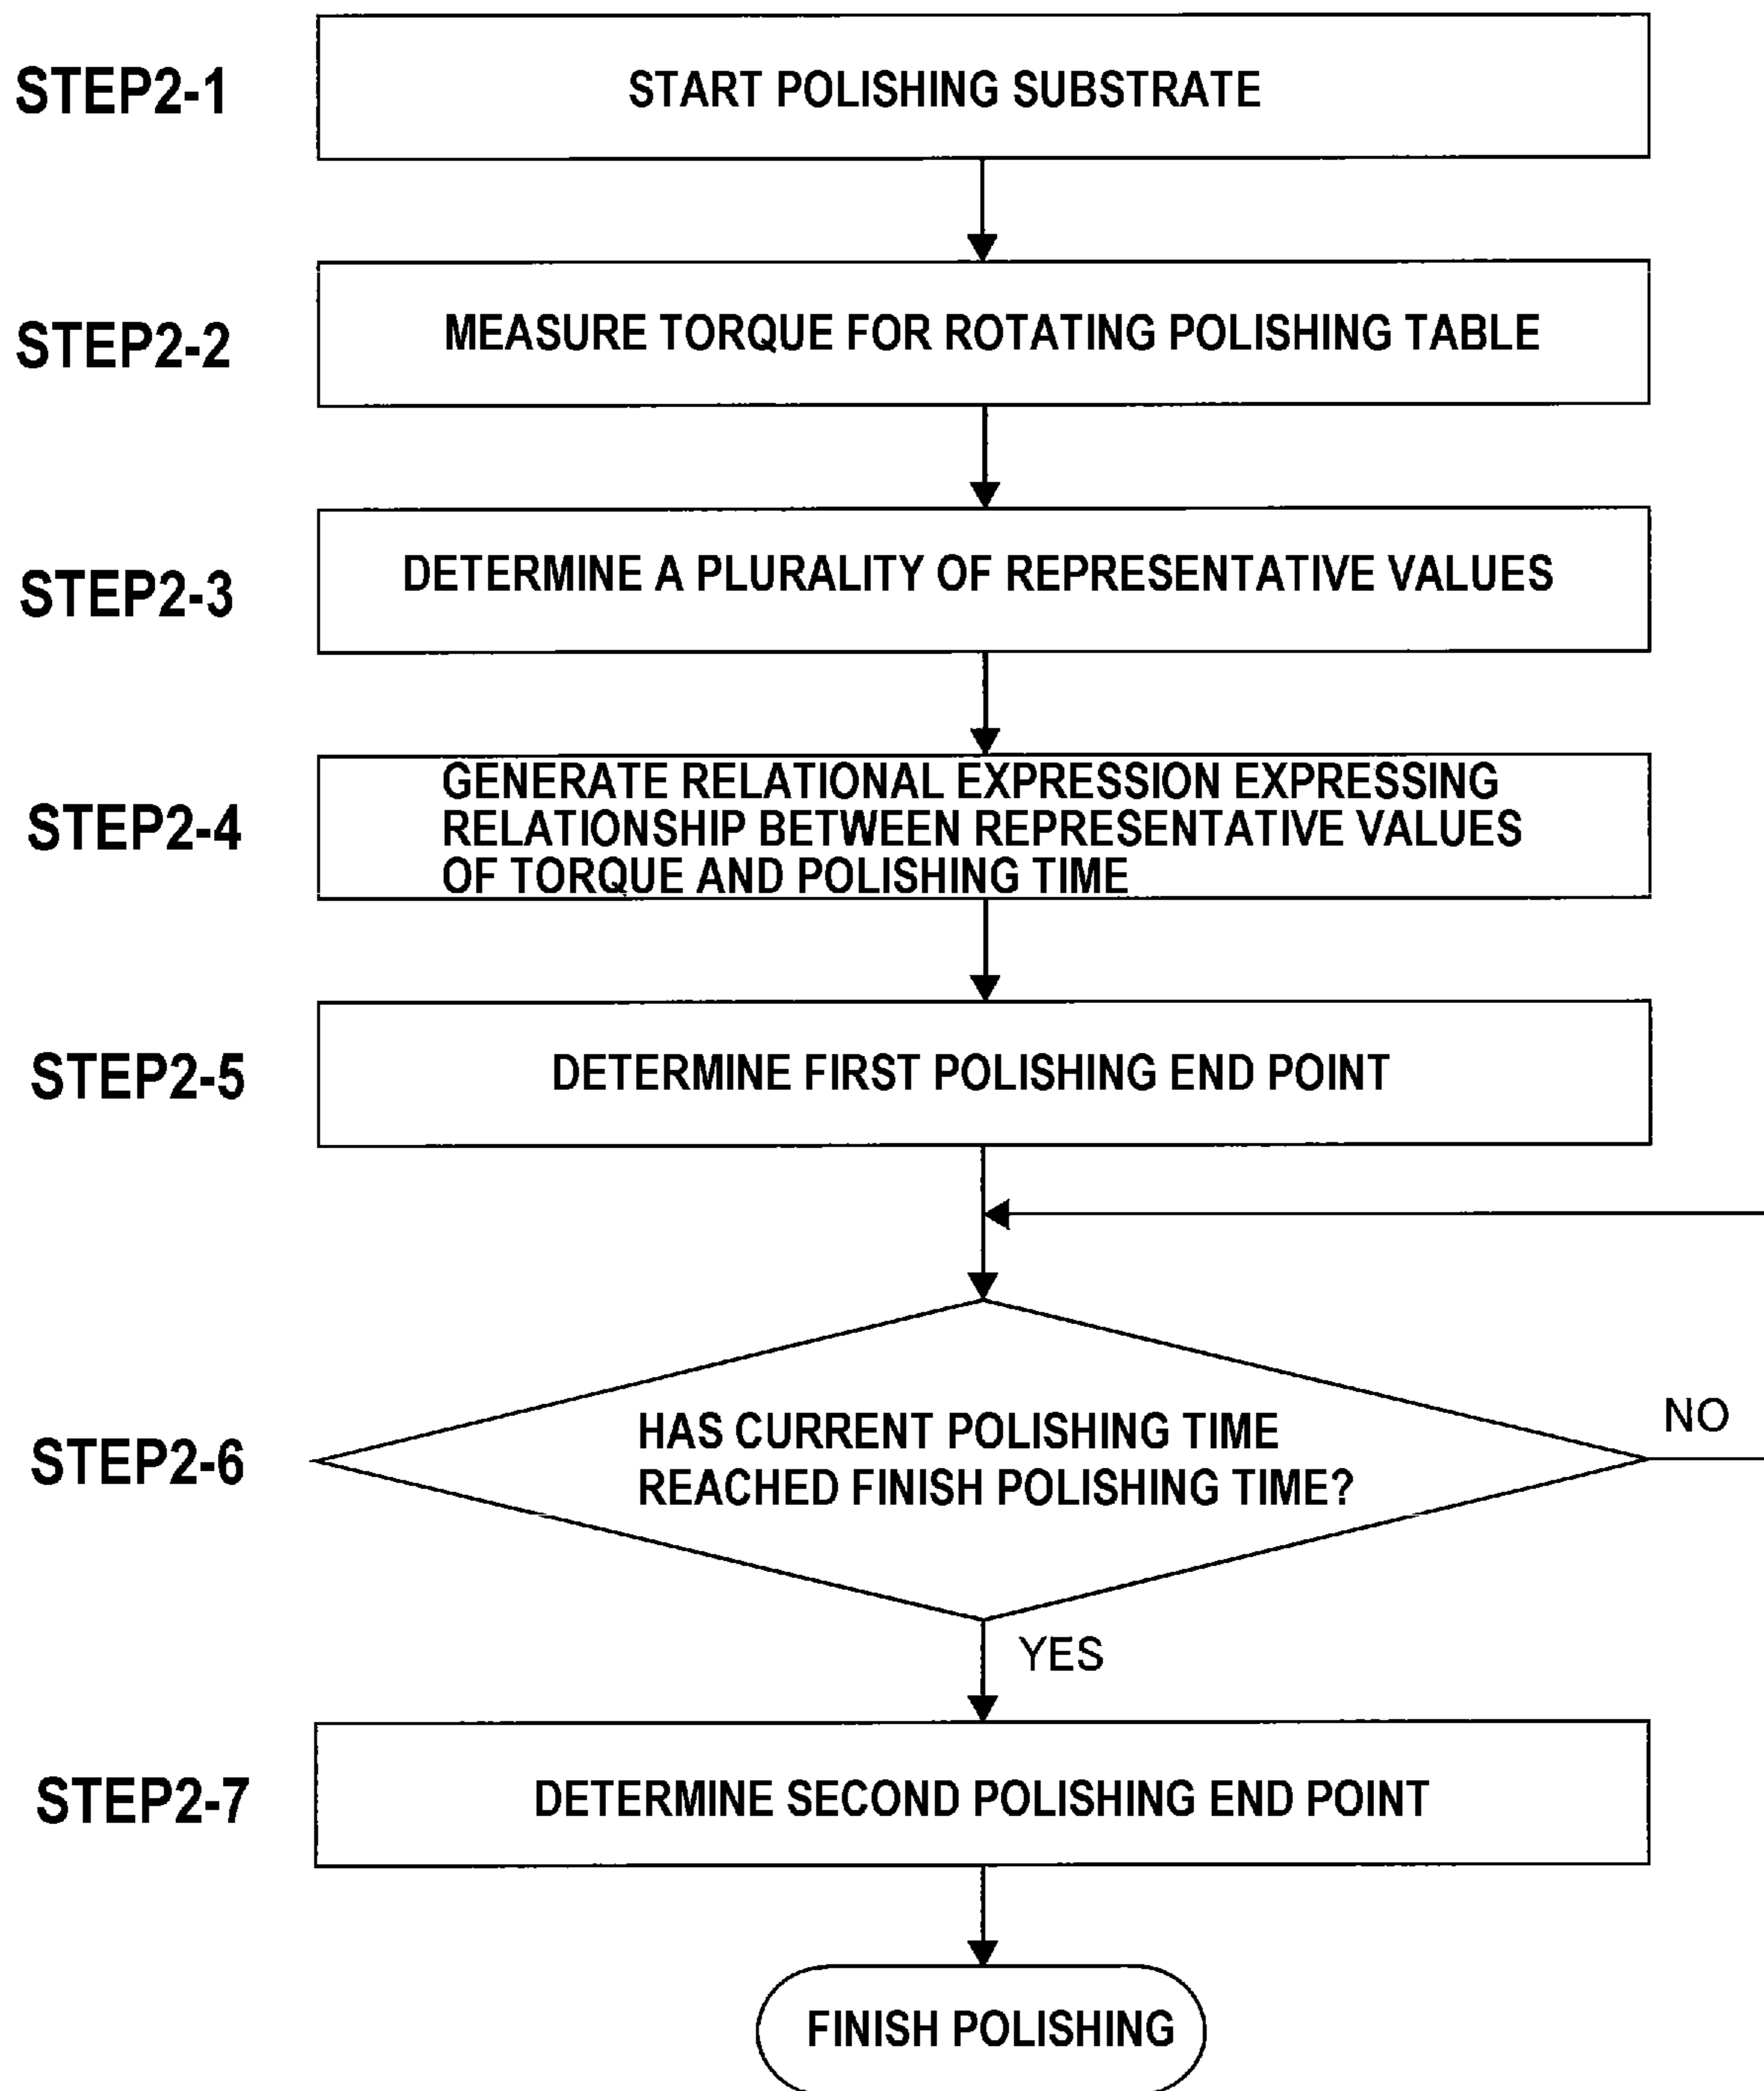 STEP2-1
START POLISHING SUBSTRATE
STEP2-2
MEASURE TORQUE FOR ROTATING POLISHING TABLE
STEP2-3
DETERMINE A PLURALITY OF REPRESENTATIVE VALUES
STEP2-4
GENERATE RELATIONAL EXPRESSION EXPRESSING
RELATIONSHIP BETWEEN REPRESENTATIVE VALUES
OF TORQUE AND POLISHING TIME
STEP2-5
DETERMINE FIRST POLISHING END POINT
STEP2-6
HAS CURRENT POLISHING TIME
REACHED FINISH POLISHING TIME?
NO
YES
STEP2-7
DETERMINE SECOND POLISHING END POINT
FINISH POLISHING